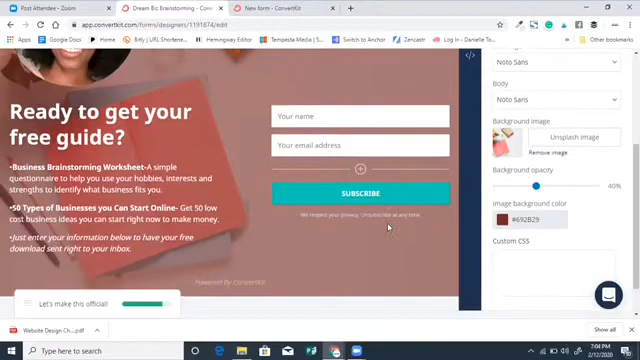 Post Attendee - Zoom
Dream Biz Brainstorming - Conv
New form - ConvertKit
app.convertkit.com/forms/designers/1191874/edit
Apps
Bookmarks
Home
Bitly | URL Shortene
Hemingway Editor
Tempesta Media | S
Switch to Anchor
Zencastr
Log In - Danielle To
Other bookmarks
Ready to get your
free guide?
•Business Brainstorming Worksheet-A simple
questionnaire to help you use your hobbies, interests and
strengths to identify what business fits you.
•50 Types of Businesses you Can Start Online- Get 50 low
cost business ideas you can start right now to make money.
•Just enter your information below to have your free
download sent right to your inbox.
Your name
Your email address
SUBSCRIBE
We respect your privacy. Unsubscribe at any time.
Powered By ConvertKit
Let's make this official!
</>
Noto Sans
Body
Noto Sans
Background image
Unsplash image
Remove image
Background opacity
40%
Image background color
#692B29
Custom CSS
Website Design Ch....pdf
Show all
Type here to search
7:04 PM
2/12/2020